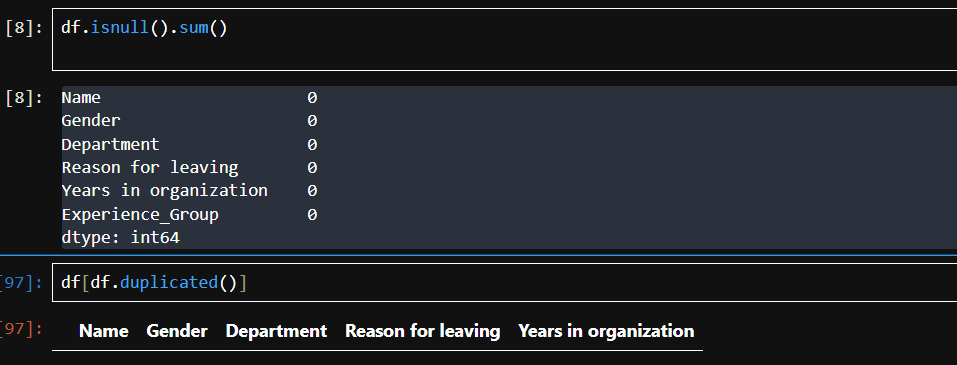 [8]: df.isnull().sum()
[8]: Name 0
Gender 0
Department 0
Reason for leaving 0
Years in organization 0
Experience_Group 0
dtype: int64
[97]: df[df.duplicated()]
[97]: Name Gender Department Reason for leaving Years in organization